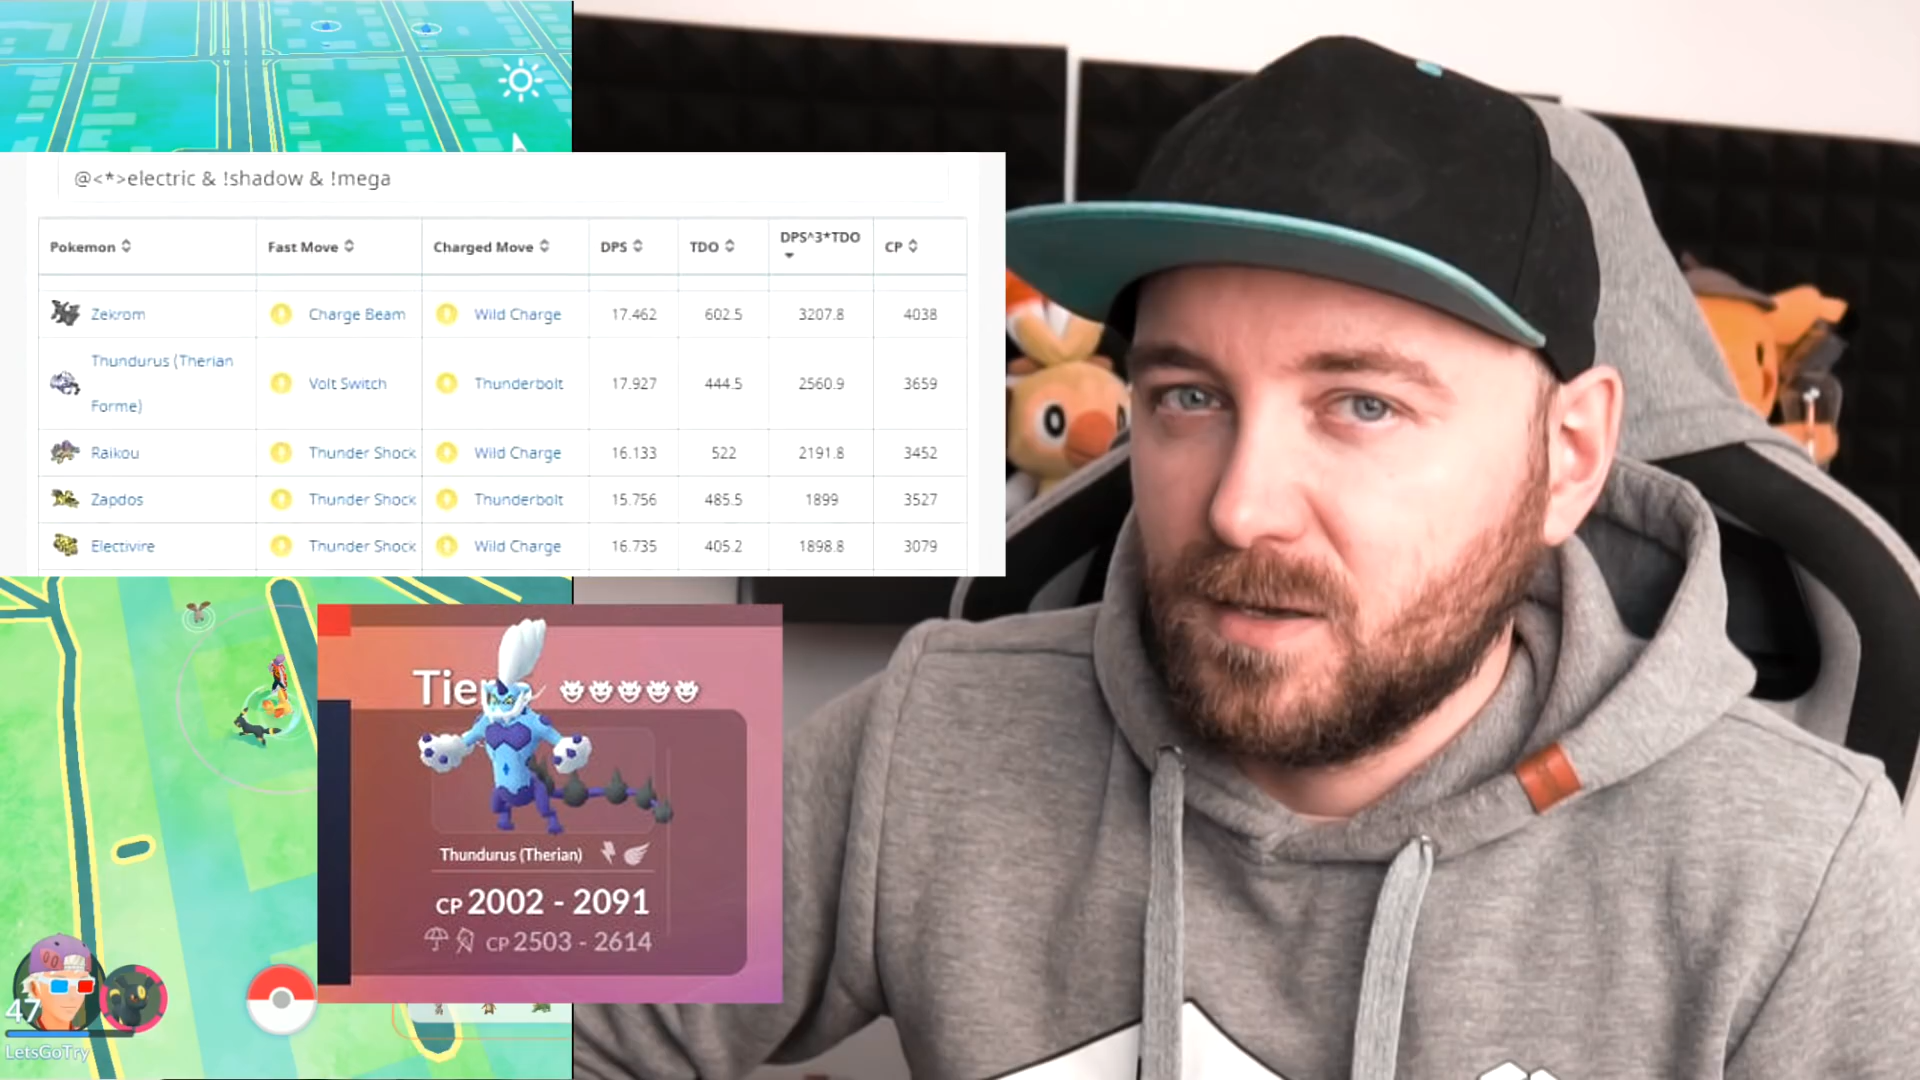 @<*>electric & !shadow & !mega
Pokemon Fast Move Charged Move DPS TDO DPS^3*TDO CP
Zekrom Charge Beam Wild Charge 17.462 602.5 3207.8 4038
Thundurus (Therian Forme) Volt Switch Thunderbolt 17.927 444.5 2560.9 3659
Raikou Thunder Shock Wild Charge 16.133 522 2191.8 3452
Zapdos Thunder Shock Thunderbolt 15.756 485.5 1899 3527
Electivire Thunder Shock Wild Charge 16.735 405.2 1898.8 3079
Tier
Thundurus (Therian)
CP 2002 - 2091
CP 2503 - 2614
47
LetsGoTry